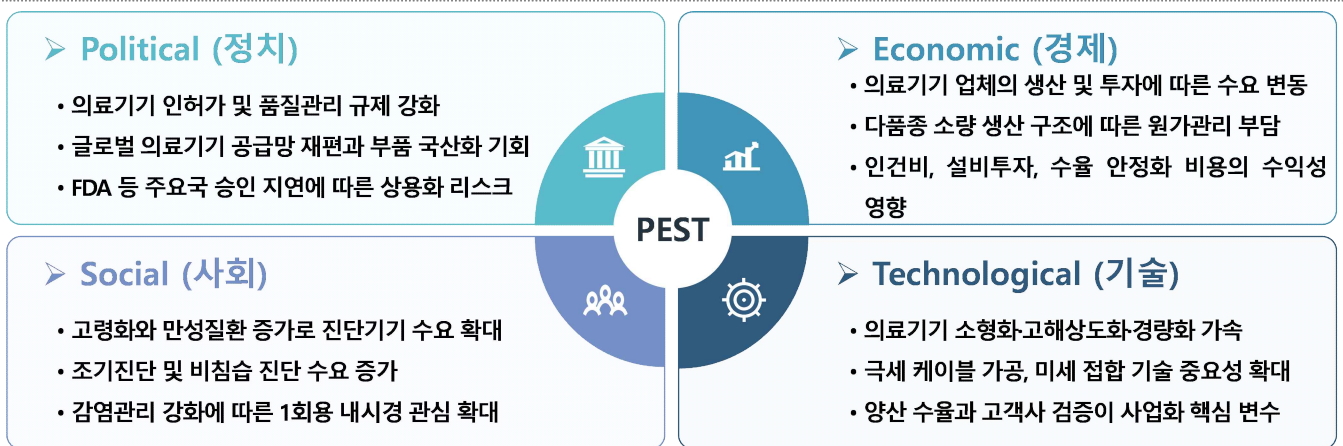 ➢ Political (정치)
• 의료기기 인허가 및 품질관리 규제 강화
• 글로벌 의료기기 공급망 재편과 부품 국산화 기회
• FDA 등 주요국 승인 지연에 따른 상용화 리스크
➢ Economic (경제)
• 의료기기 업체의 생산 및 투자에 따른 수요 변동
• 다품종 소량 생산 구조에 따른 원가관리 부담
• 인건비, 설비투자, 수율 안정화 비용의 수익성
영향
PEST
➢ Social (사회)
• 고령화와 만성질환 증가로 진단기기 수요 확대
• 조기진단 및 비침습 진단 수요 증가
• 감염관리 강화에 따른 1회용 내시경 관심 확대
➢ Technological (기술)
• 의료기기 소형화·고해상도화·경량화 가속
• 극세 케이블 가공, 미세 접합 기술 중요성 확대
• 양산 수율과 고객사 검증이 사업화 핵심 변수